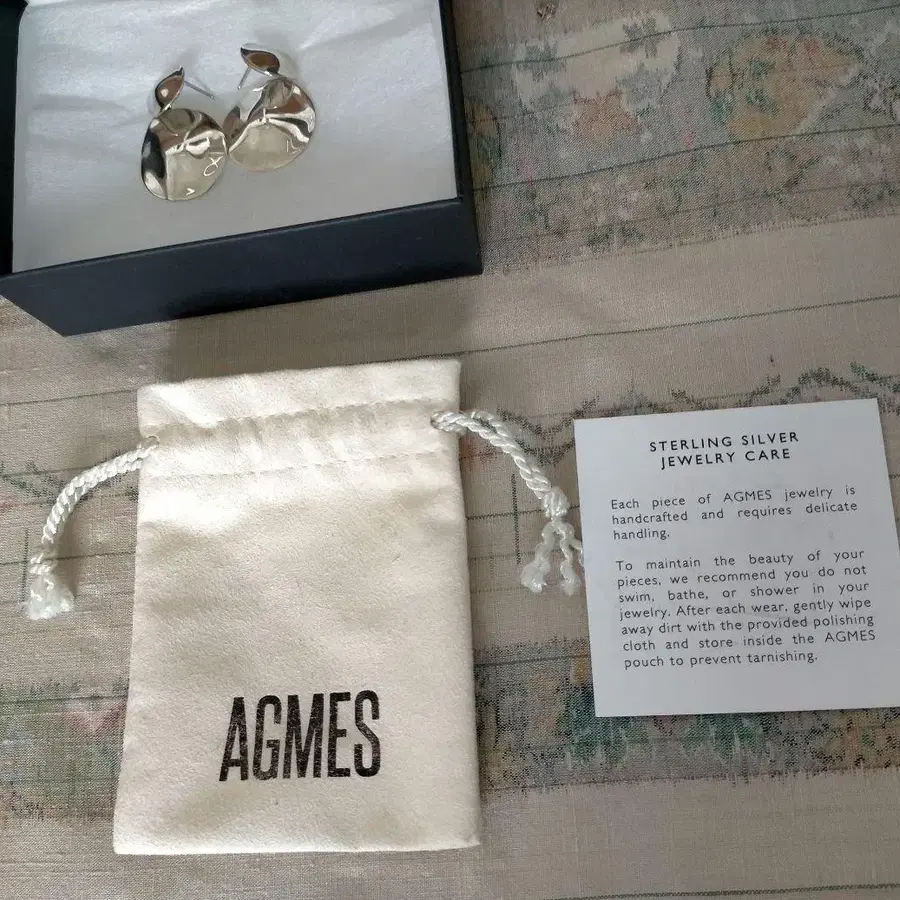 AGMES
STERLING SILVER
JEWELRY CARE
Each piece of AGMES jewelry is
handcrafted and requires delicate
handling.
To maintain the beauty of your
pieces, we recommend you do not
swim, bathe, or shower in your
jewelry. After each wear, gently wipe
away dirt with the provided polishing
cloth and store inside the AGMES
pouch to prevent tarnishing.